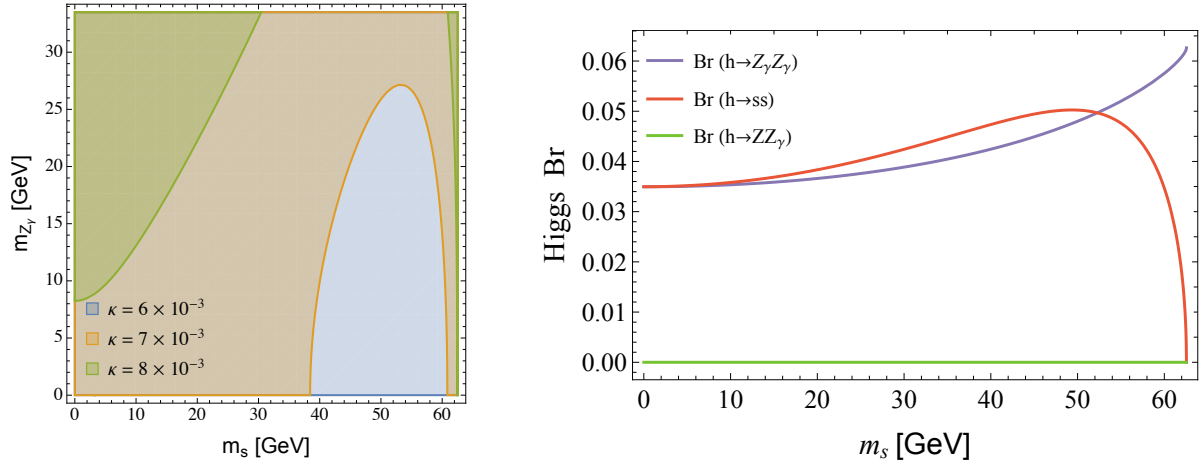 30
25
20
15
10
5
0
m_{Z_γ} [GeV]
κ = 6 × 10^{-3}
κ = 7 × 10^{-3}
κ = 8 × 10^{-3}
0 10 20 30 40 50 60
m_s [GeV]
Br (h→Z_γZ_γ)
Br (h→ss)
Br (h→ZZ_γ)
Higgs Br
0.06
0.05
0.04
0.03
0.02
0.01
0.00
0 10 20 30 40 50 60
m_s [GeV]